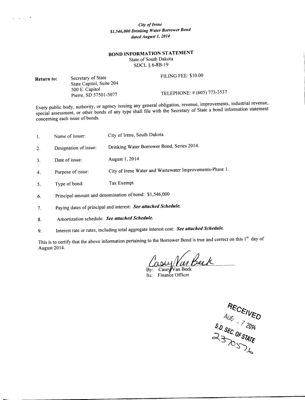 City of Irene
$1,546,000 Drinking Water Borrower Bond
dated August 1, 2014
BOND INFORMATION STATEMENT
State of South Dakota
SDCL § 6-8B-19
Return to: Secretary of State FILING FEE: $10.00
State Capitol, Suite 204
500 E. Capitol
Pierre, SD 57501-5077 TELEPHONE: # (605) 773-3537
Every public body, authority, or agency issuing any general obligation, revenue, improvements, industrial revenue,
special assessment, or other bonds of any type shall file with the Secretary of State a bond information statement
concerning each issue of bonds.
1. Name of issuer: City of Irene, South Dakota
2. Designation of issue: Drinking Water Borrower Bond, Series 2014.
3. Date of issue: August 1, 2014
4. Purpose of issue: City of Irene Water and Wastewater Improvements-Phase 1.
5. Type of bond: Tax Exempt.
6. Principal amount and denomination of bond: $1,546,000
7. Paying dates of principal and interest: See attached Schedule.
8. Amortization schedule: See attached Schedule.
9. Interest rate or rates, including total aggregate interest cost: See attached Schedule.
This is to certify that the above information pertaining to the Borrower Bond is true and correct on this 1st day of
August 2014.
Casey Van Beek
By: Casey Van Beek
Its: Finance Officer
RECEIVED
AUG - 7 2014
S.D. SEC. OF STATE